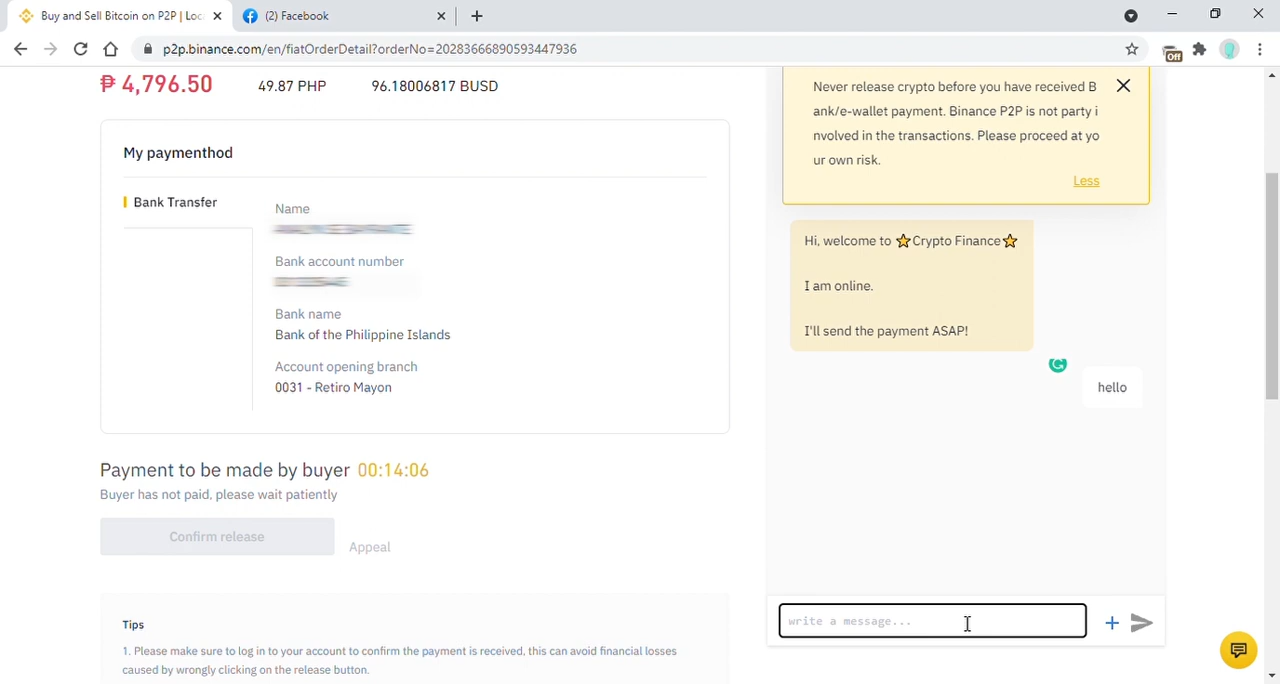 Buy and Sell Bitcoin on P2P | Loc
(2) Facebook
p2p.binance.com/en/fiatOrderDetail?orderNo=20283666890593447936
Off
₱ 4,796.50
49.87 PHP
96.18006817 BUSD
My paymenthod
Bank Transfer
Name
Bank account number
Bank name
Bank of the Philippine Islands
Account opening branch
0031 - Retiro Mayon
Payment to be made by buyer 00:14:06
Buyer has not paid, please wait patiently
Confirm release
Appeal
Tips
1. Please make sure to log in to your account to confirm the payment is received, this can avoid financial losses
caused by wrongly clicking on the release button.
Never release crypto before you have received B
ank/e-wallet payment. Binance P2P is not party i
nvolved in the transactions. Please proceed at yo
ur own risk.
Less
Hi, welcome to ⭐Crypto Finance⭐
I am online.
I'll send the payment ASAP!
hello
write a message...